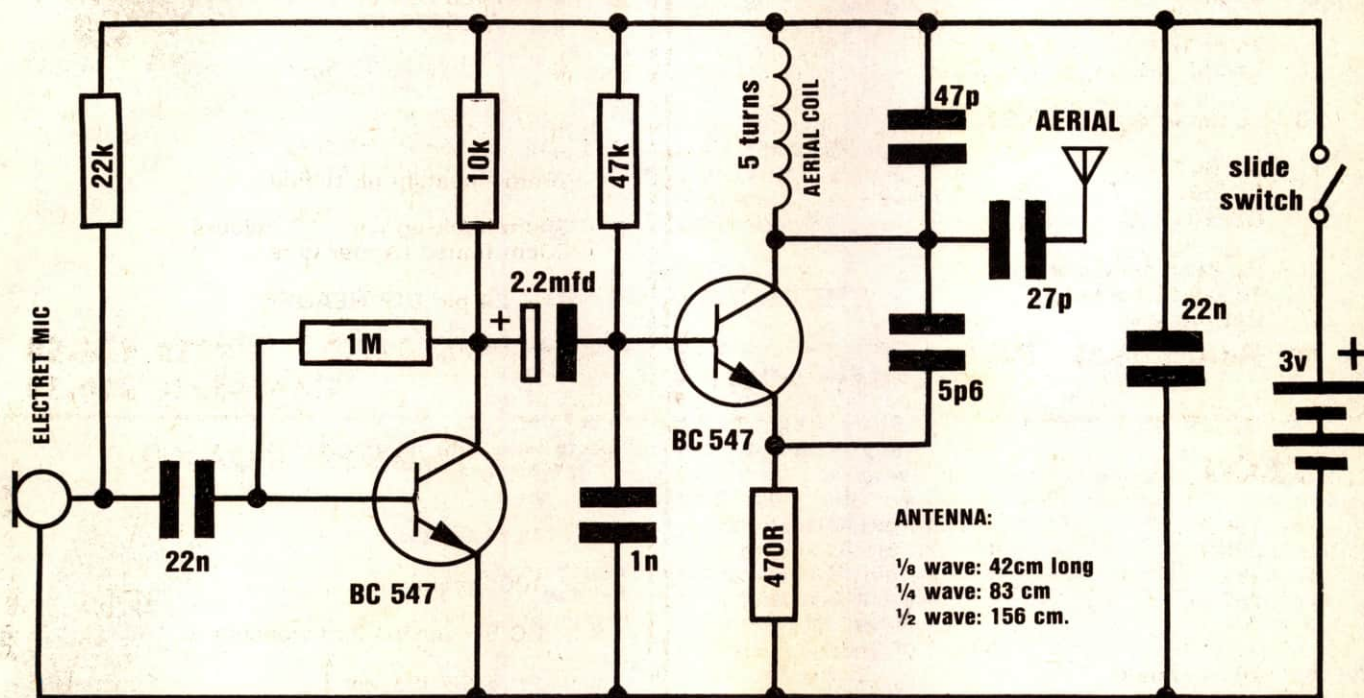 22k
10k
47k
5 turns
AERIAL COIL
47p
AERIAL
slide
switch
2.2mfd
+
1M
27p
22n
3v +
5p6
BC 547
ELECTRET MIC
22n
BC 547
1n
470R
ANTENNA:
⅛ wave: 42cm long
¼ wave: 83 cm
½ wave: 156 cm.